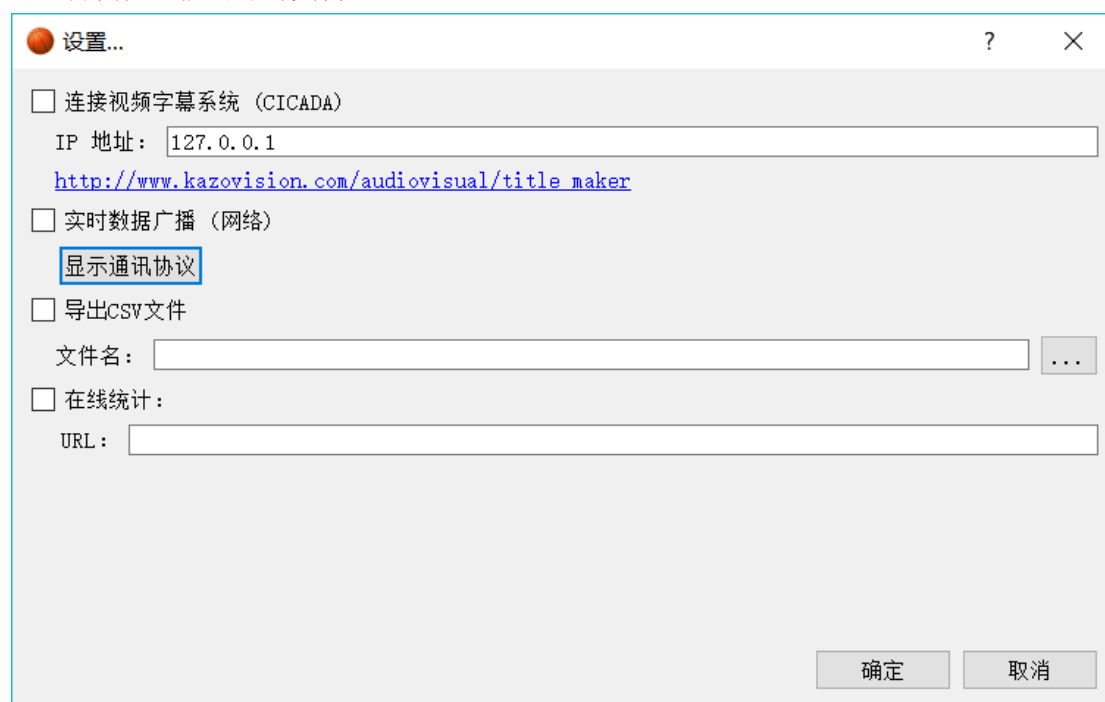 设置...
?
连接视频字幕系统 (CICADA)
IP 地址: 127.0.0.1
http://www.kazovision.com/audiovisual/title_maker
实时数据广播 (网络)
显示通讯协议
导出CSV文件
文件名: ...
在线统计:
URL:
确定 取消